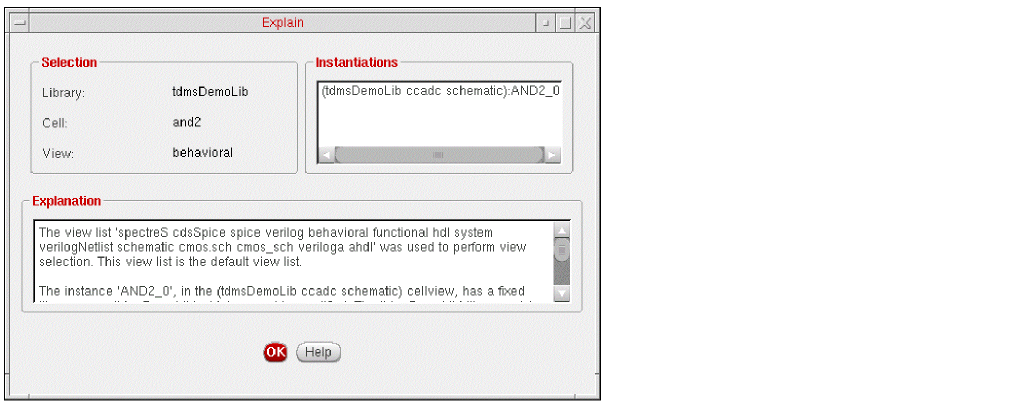 Explain
Selection
Library: tdmsDemoLib
Cell: and2
View: behavioral
Instantiations
(tdmsDemoLib ccadc schematic):AND2_0
Explanation
The view list 'spectreS cdsSpice spice verilog behavioral functional hdl system
verilogNetlist schematic cmos.sch cmos_sch veriloga ahdl' was used to perform view
selection. This view list is the default view list.
The instance 'AND2_0', in the (tdmsDemoLib ccadc schematic) cellview, has a fixed
OK Help